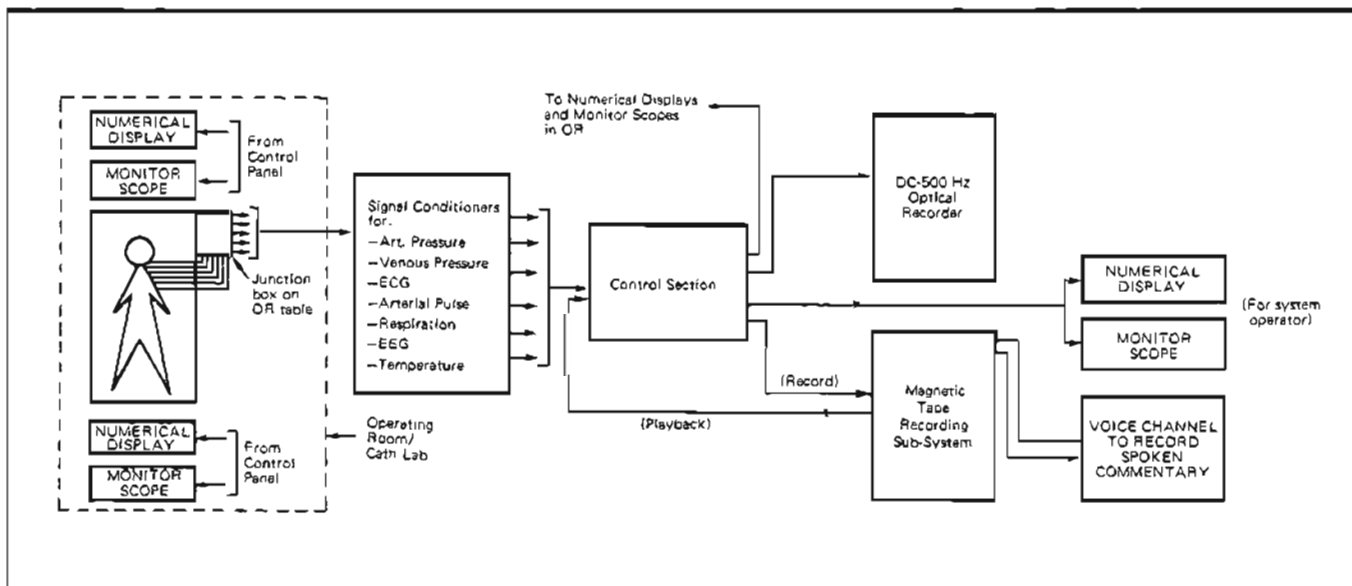 NUMERICAL
DISPLAY
MONITOR
SCOPE
From
Control
Panel
Junction
box on
OR table
NUMERICAL
DISPLAY
MONITOR
SCOPE
From
Control
Panel
Operating
Room/
Cath Lab
Signal Conditioners
for.
–Art. Pressure
–Venous Pressure
–ECG
–Arterial Pulse
–Respiration
–EEG
–Temperature
To Numerical Displays
and Monitor Scopes
in OR
Control Section
(Record)
(Playback)
DC-500 Hz
Optical
Recorder
Magnetic
Tape
Recording
Sub-System
NUMERICAL
DISPLAY
MONITOR
SCOPE
(For system
operator)
VOICE CHANNEL
TO RECORD
SPOKEN
COMMENTARY